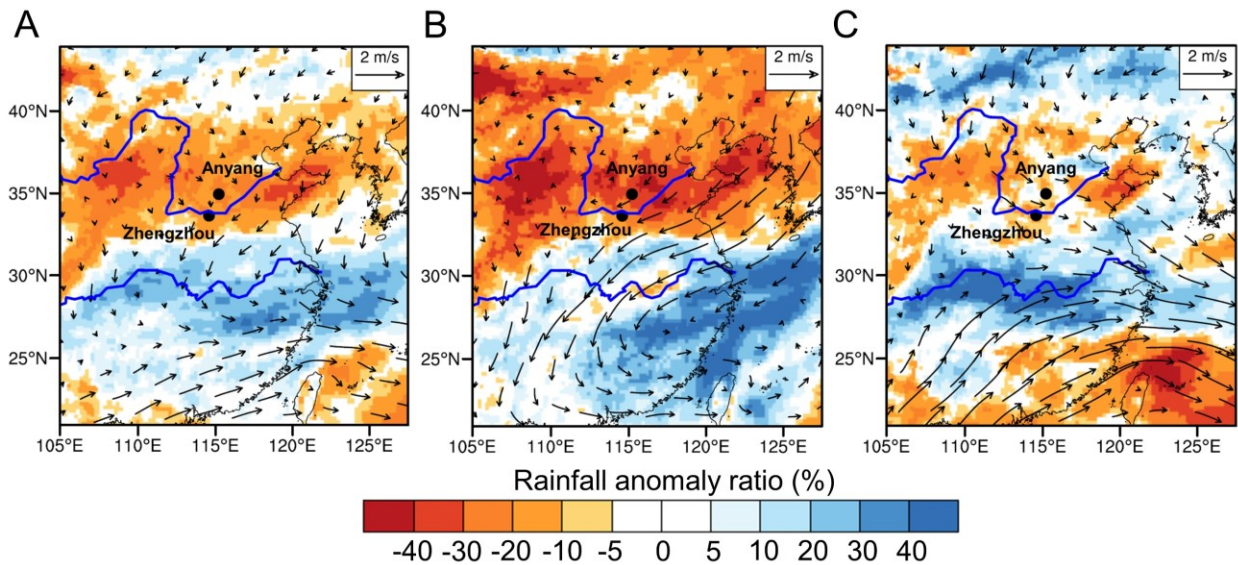 A
B
C
2 m/s
2 m/s
2 m/s
40°N
35°N
30°N
25°N
Anyang
Zhengzhou
105°E 110°E 115°E 120°E 125°E
40°N
35°N
30°N
25°N
Anyang
Zhengzhou
105°E 110°E 115°E 120°E 125°E
40°N
35°N
30°N
25°N
Anyang
Zhengzhou
105°E 110°E 115°E 120°E 125°E
Rainfall anomaly ratio (%)
-40 -30 -20 -10 -5 0 5 10 20 30 40